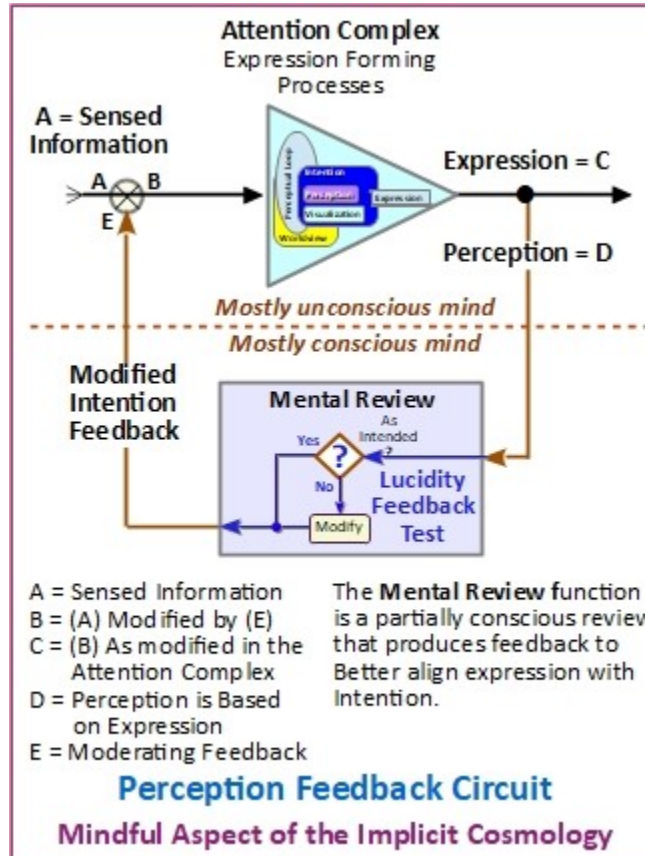 Attention Complex
Expression Forming
Processes
A = Sensed
Information
A
B
E
Perceptual Loop
Intention
Perception
Visualization
Expression
Worldview
Expression = C
Perception = D
Mostly unconscious mind
Mostly conscious mind
Modified
Intention
Feedback
Mental Review
As
Intended
?
Yes
?
No
Modify
Lucidity
Feedback
Test
A = Sensed Information
B = (A) Modified by (E)
C = (B) As modified in the
Attention Complex
D = Perception is Based
on Expression
E = Moderating Feedback
The Mental Review function
is a partially conscious review
that produces feedback to
Better align expression with
Intention.
Perception Feedback Circuit
Mindful Aspect of the Implicit Cosmology